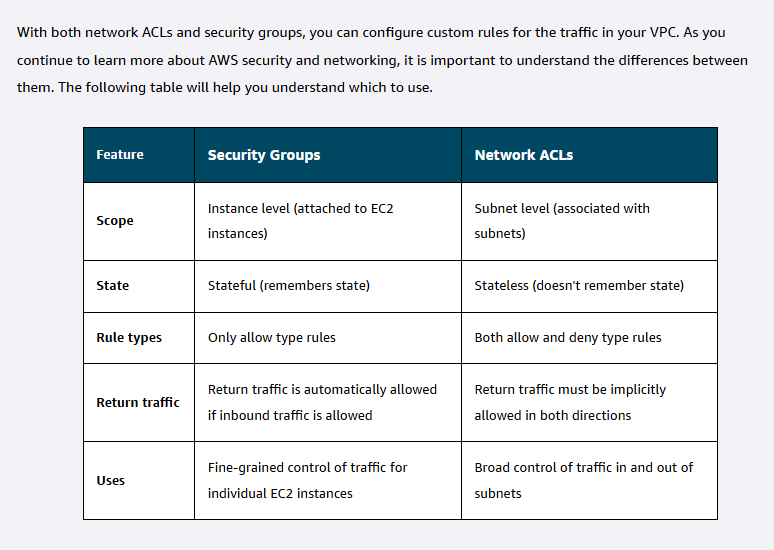 With both network ACLs and security groups, you can configure custom rules for the traffic in your VPC. As you
continue to learn more about AWS security and networking, it is important to understand the differences between
them. The following table will help you understand which to use.
Feature
Security Groups
Network ACLs
Scope
Instance level (attached to EC2
instances)
Subnet level (associated with
subnets)
State
Stateful (remembers state)
Stateless (doesn't remember state)
Rule types
Only allow type rules
Both allow and deny type rules
Return traffic
Return traffic is automatically allowed
if inbound traffic is allowed
Return traffic must be implicitly
allowed in both directions
Uses
Fine-grained control of traffic for
individual EC2 instances
Broad control of traffic in and out of
subnets